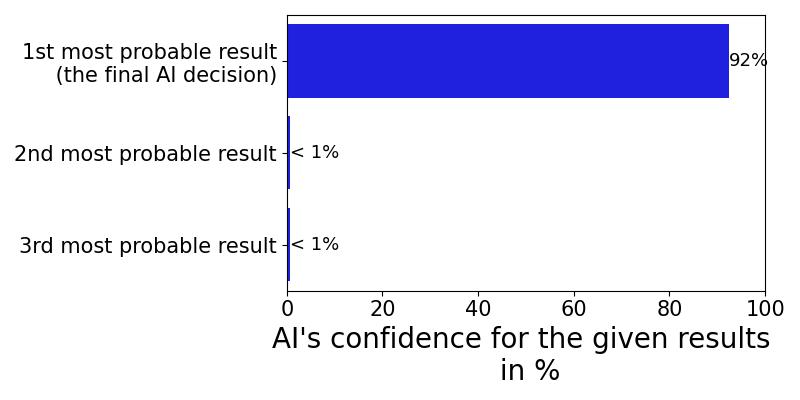 1st most probable result
(the final AI decision)
92%
2nd most probable result
< 1%
3rd most probable result
< 1%
0 20 40 60 80 100
AI's confidence for the given results
in %